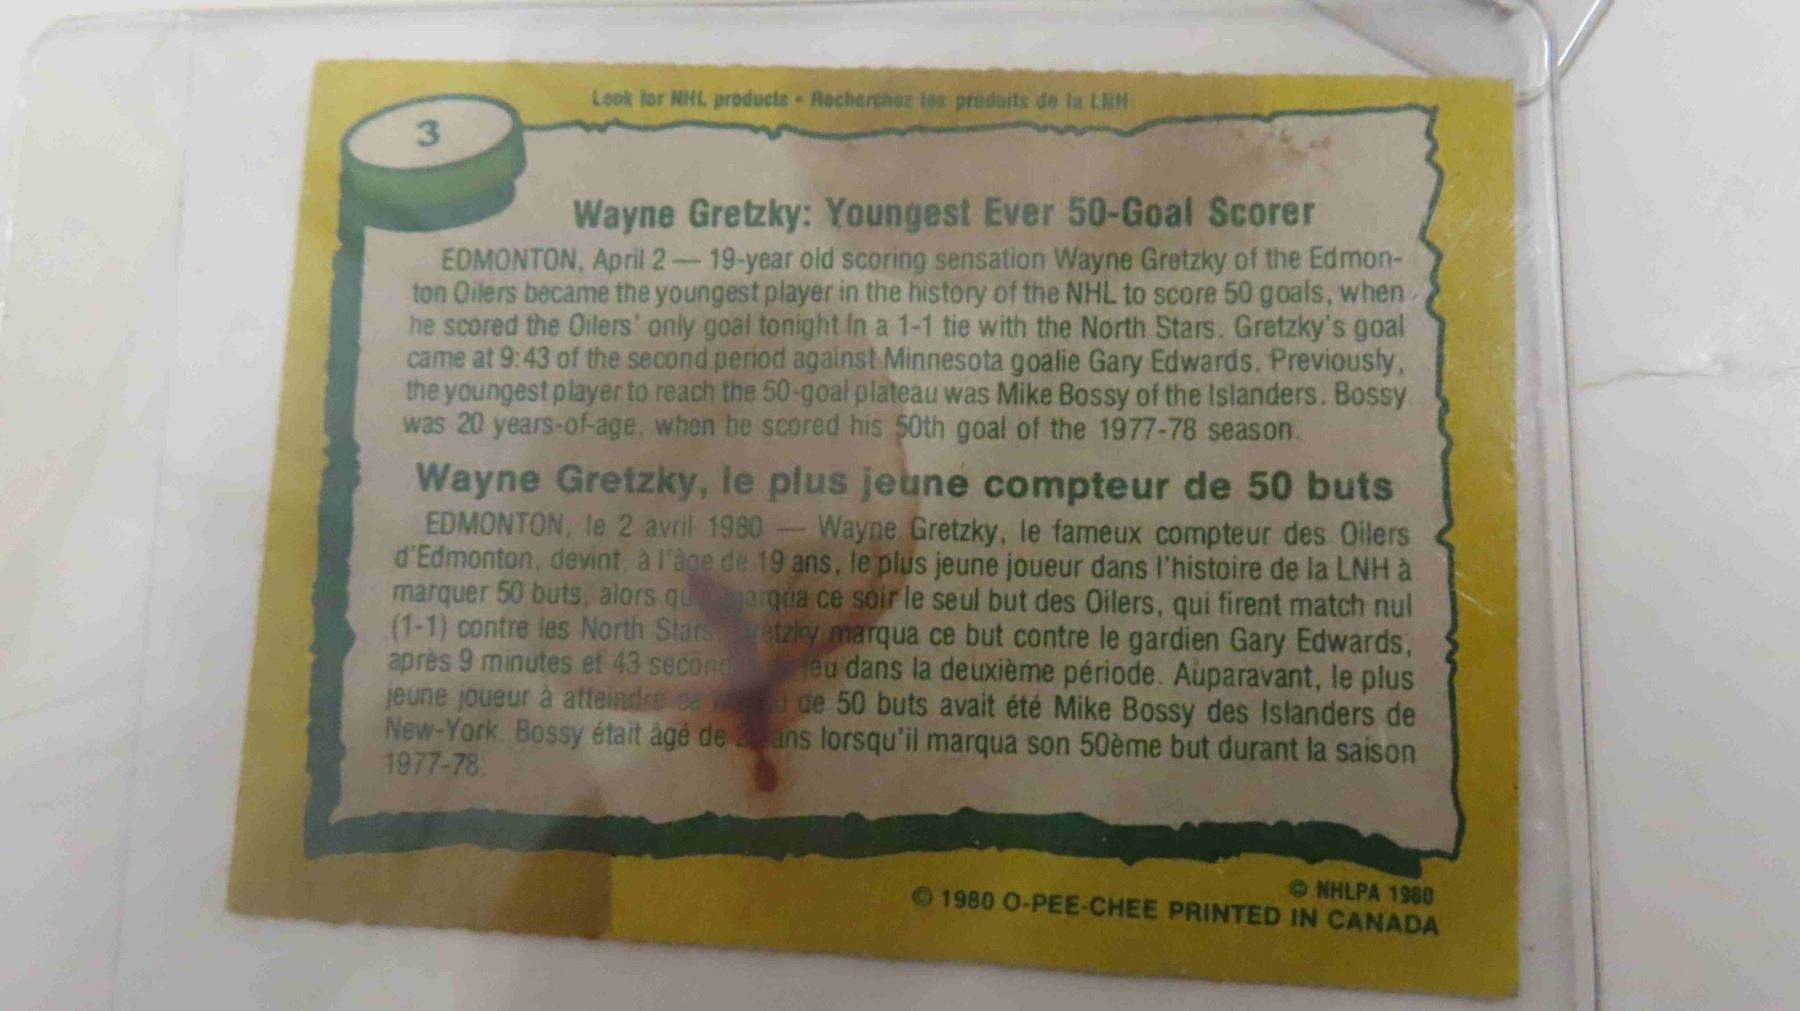 Look for NHL products • Recherchez les produits de la LNH
3
Wayne Gretzky: Youngest Ever 50-Goal Scorer
EDMONTON, April 2 — 19-year old scoring sensation Wayne Gretzky of the Edmon-
ton Oilers became the youngest player in the history of the NHL to score 50 goals, when
he scored the Oilers' only goal tonight in a 1-1 tie with the North Stars. Gretzky's goal
came at 9:43 of the second period against Minnesota goalie Gary Edwards. Previously,
the youngest player to reach the 50-goal plateau was Mike Bossy of the Islanders. Bossy
was 20 years-of-age, when he scored his 50th goal of the 1977-78 season.
Wayne Gretzky, le plus jeune compteur de 50 buts
EDMONTON, le 2 avril 1980 — Wayne Gretzky, le fameux compteur des Oilers
d'Edmonton, devint, à l'âge de 19 ans, le plus jeune joueur dans l'histoire de la LNH à
marquer 50 buts, alors marqua ce soir le seul but des Oilers, qui firent match nul
(1-1) contre les North Stars. Gretzky marqua ce but contre le gardien Gary Edwards,
après 9 minutes et 43 jeu dans la deuxième période. Auparavant, le plus
jeune joueur à atteindre ce de 50 buts avait été Mike Bossy des Islanders de
New-York. Bossy était âgé de ans lorsqu'il marqua son 50ème but durant la saison
1977-78.
© NHLPA 1980
© 1980 O-PEE-CHEE PRINTED IN CANADA